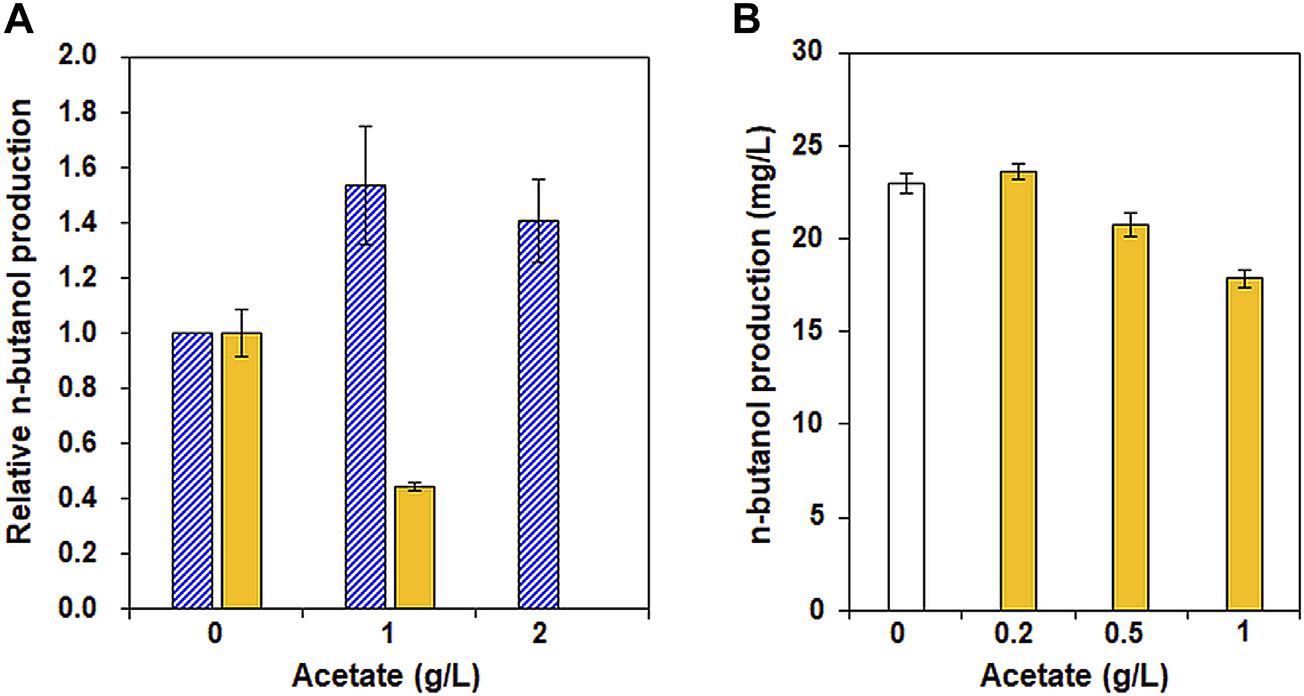 A
Relative n-butanol production
2.0
1.8
1.6
1.4
1.2
1.0
0.8
0.6
0.4
0.2
0.0
0 1 2
Acetate (g/L)
B
n-butanol production (mg/L)
30
25
20
15
10
5
0
0 0.2 0.5 1
Acetate (g/L)